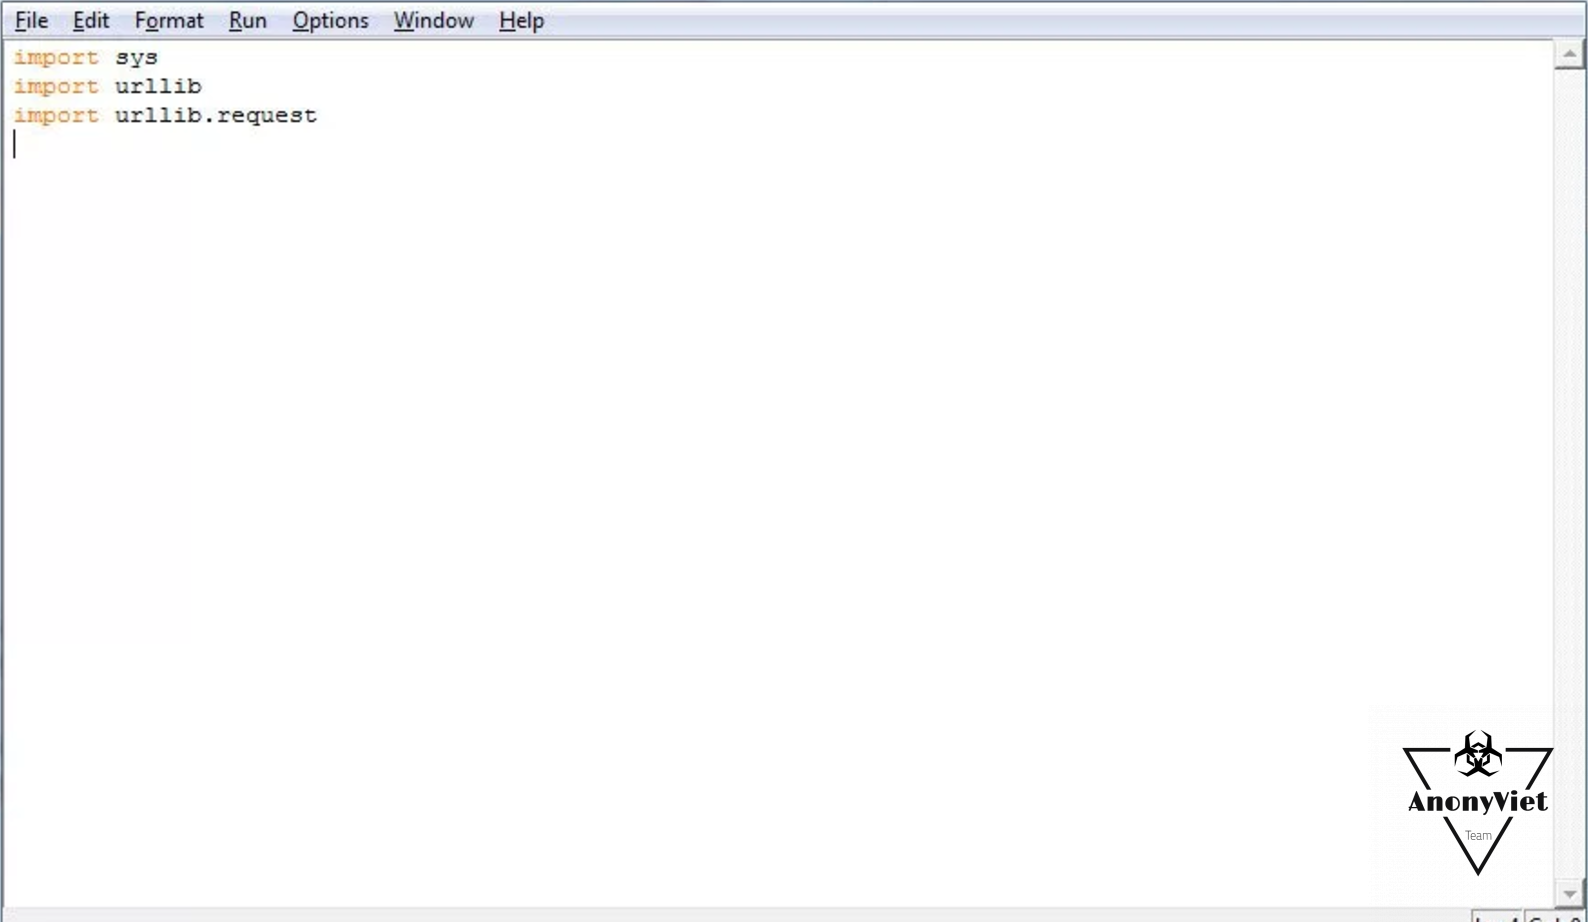 File Edit Format Run Options Window Help
import sys
import urllib
import urllib.request
AnonyViet
Team